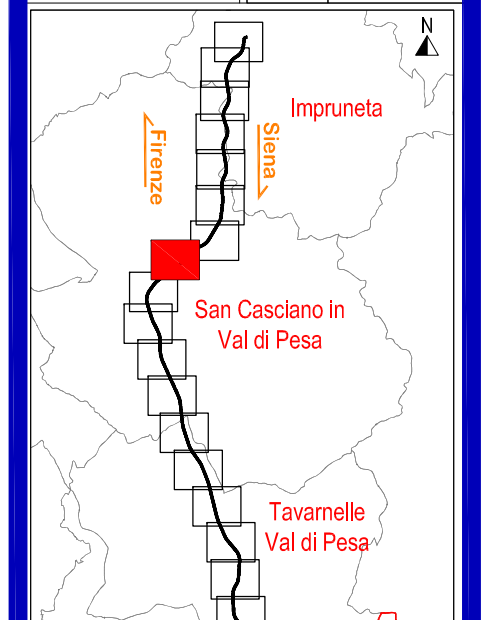 N
Impruneta
Firenze
Siena
San Casciano in
Val di Pesa
Tavarnelle
Val di Pesa